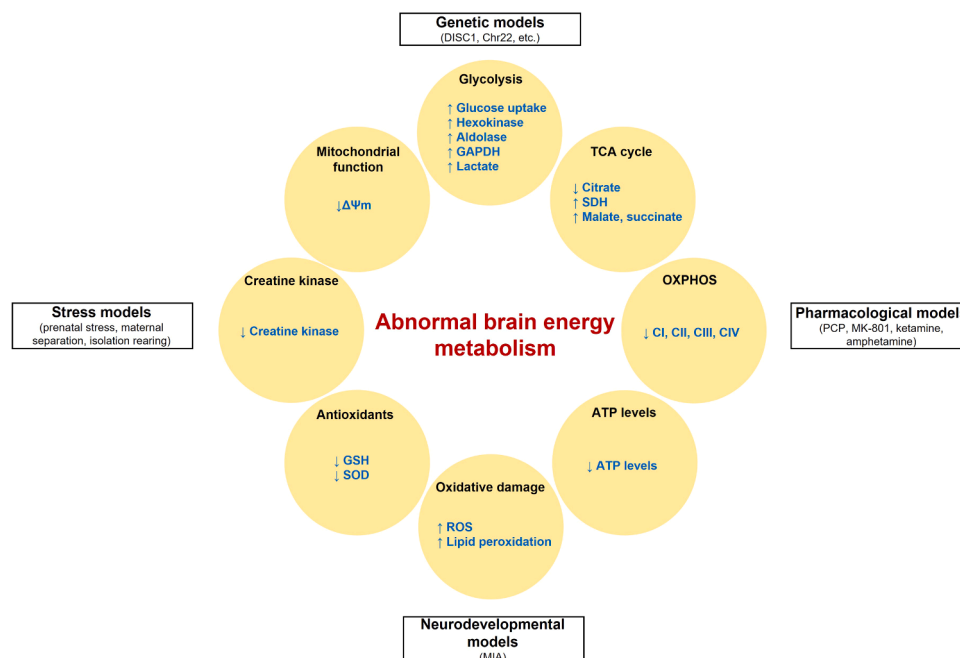 Genetic models
(DISC1, Chr22, etc.)
Glycolysis
↑ Glucose uptake
↑ Hexokinase
↑ Aldolase
↑ GAPDH
↑ Lactate
TCA cycle
↓ Citrate
↑ SDH
↑ Malate, succinate
OXPHOS
↓ CI, CII, CIII, CIV
Pharmacological model
(PCP, MK-801, ketamine,
amphetamine)
ATP levels
↓ ATP levels
Oxidative damage
↑ ROS
↑ Lipid peroxidation
Neurodevelopmental
models
(MIA)
Antioxidants
↓ GSH
↓ SOD
Creatine kinase
↓ Creatine kinase
Stress models
(prenatal stress, maternal
separation, isolation rearing)
Mitochondrial
function
↓ΔΨm
Abnormal brain energy
metabolism